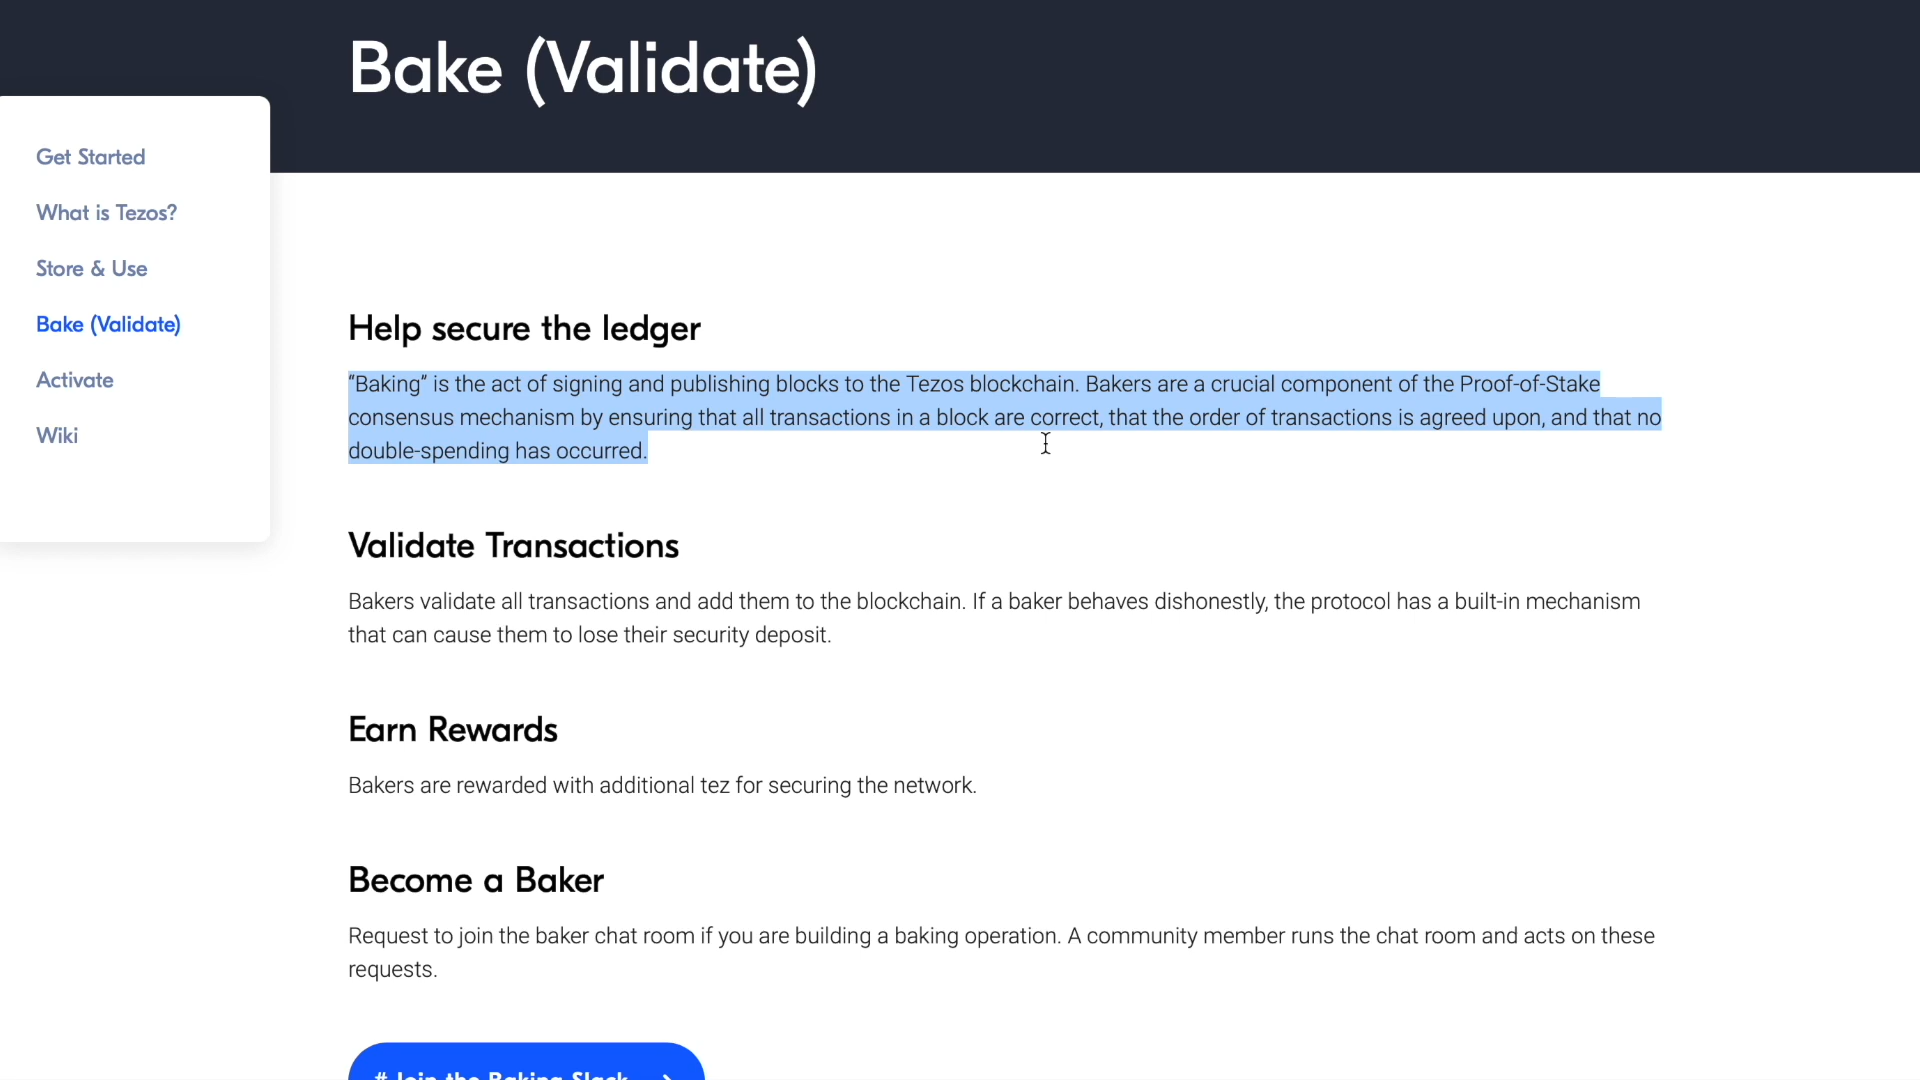 Bake (Validate)
Get Started
What is Tezos?
Store & Use
Bake (Validate)
Activate
Wiki
Help secure the ledger
“Baking” is the act of signing and publishing blocks to the Tezos blockchain. Bakers are a crucial component of the Proof-of-Stake
consensus mechanism by ensuring that all transactions in a block are correct, that the order of transactions is agreed upon, and that no
double-spending has occurred.
Validate Transactions
Bakers validate all transactions and add them to the blockchain. If a baker behaves dishonestly, the protocol has a built-in mechanism
that can cause them to lose their security deposit.
Earn Rewards
Bakers are rewarded with additional tez for securing the network.
Become a Baker
Request to join the baker chat room if you are building a baking operation. A community member runs the chat room and acts on these
requests.
# Join the Baking Slack